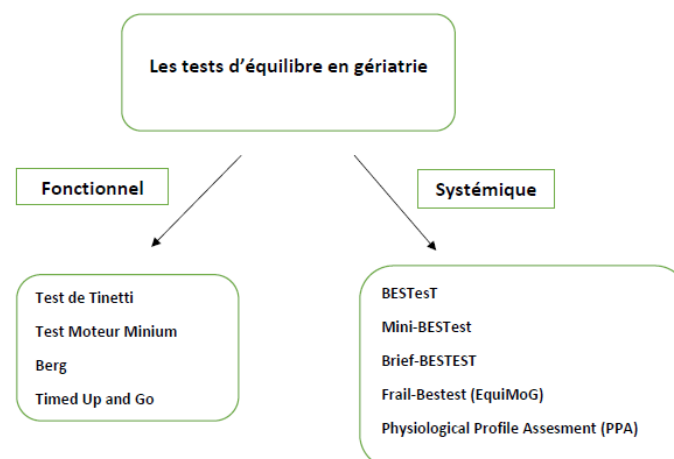 Les tests d'équilibre en gériatrie
Fonctionnel
Systémique
Test de Tinetti
Test Moteur Minium
Berg
Timed Up and Go
BESTesT
Mini-BESTest
Brief-BESTEST
Frail-Bestest (EquiMoG)
Physiological Profile Assesment (PPA)